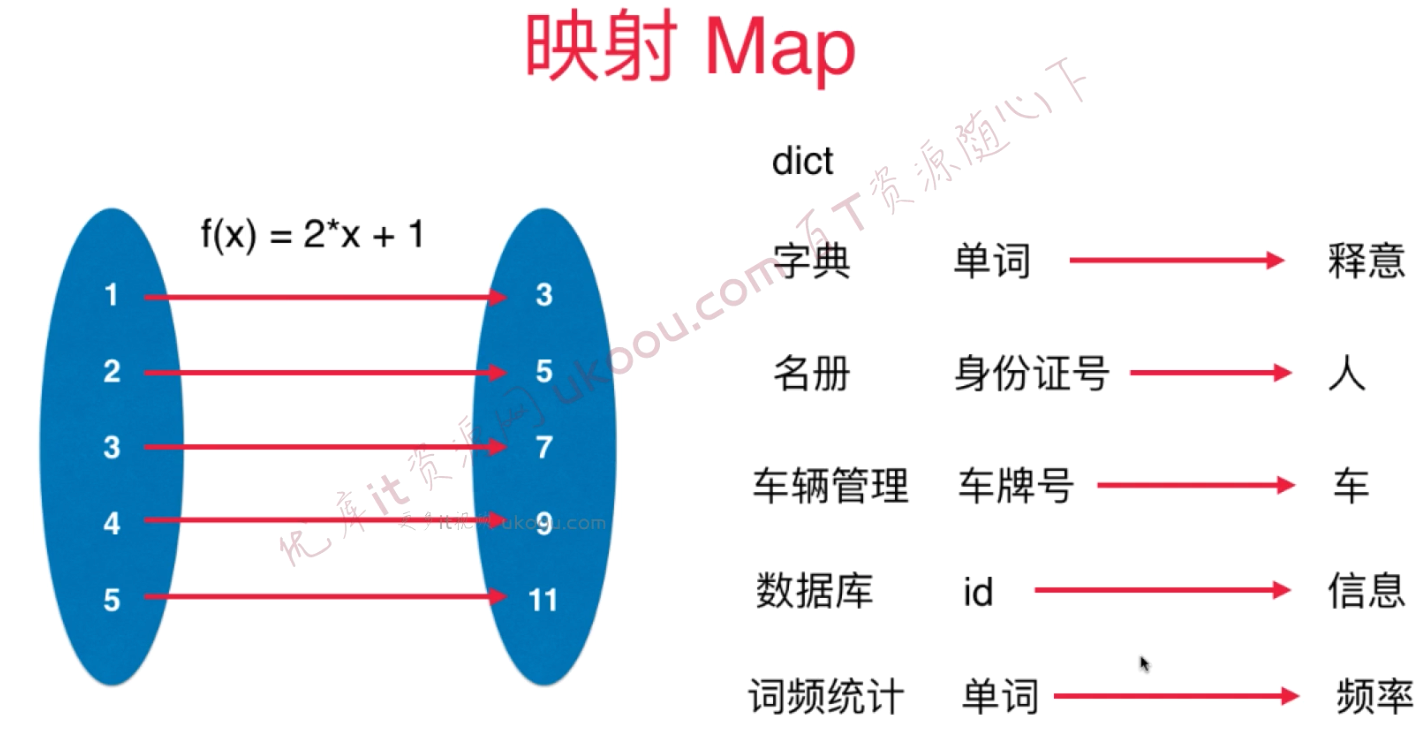 映射 Map
dict
f(x) = 2*x + 1
1 3
2 5
3 7
4 9
5 11
字典 单词 释意
名册 身份证号 人
车辆管理 车牌号 车
数据库 id 信息
词频统计 单词 频率
优库it资源网 ukoou.com 百T资源随心下